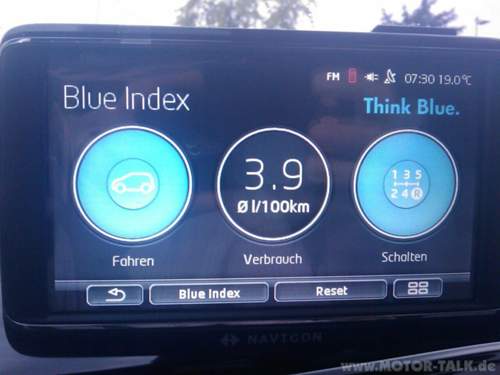 FM 07:30 19.0°C
Blue Index
Think Blue.
3.9
Ø l/100km
1 3 5
2 4 R
Fahren
Verbrauch
Schalten
Blue Index
Reset
NAVIGON
www.MOTOR-TALK.de